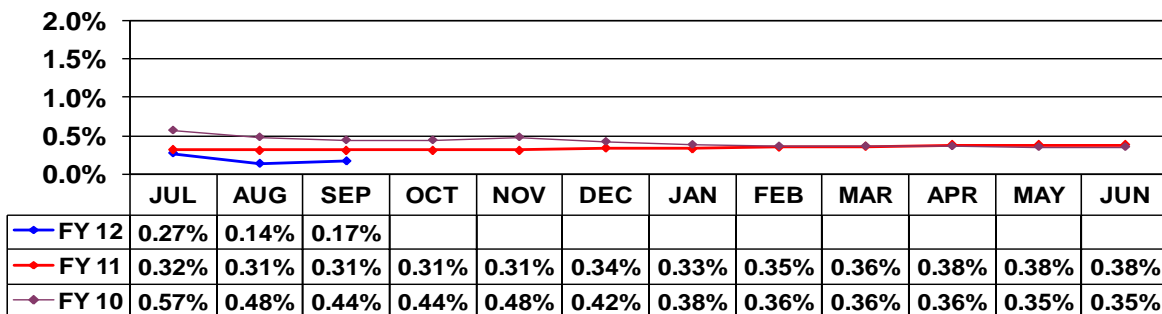 2.0%
1.5%
1.0%
0.5%
0.0%
JUL AUG SEP OCT NOV DEC JAN FEB MAR APR MAY JUN
FY 12 0.27% 0.14% 0.17%
FY 11 0.32% 0.31% 0.31% 0.31% 0.31% 0.34% 0.33% 0.35% 0.36% 0.38% 0.38% 0.38%
FY 10 0.57% 0.48% 0.44% 0.44% 0.48% 0.42% 0.38% 0.36% 0.36% 0.36% 0.35% 0.35%